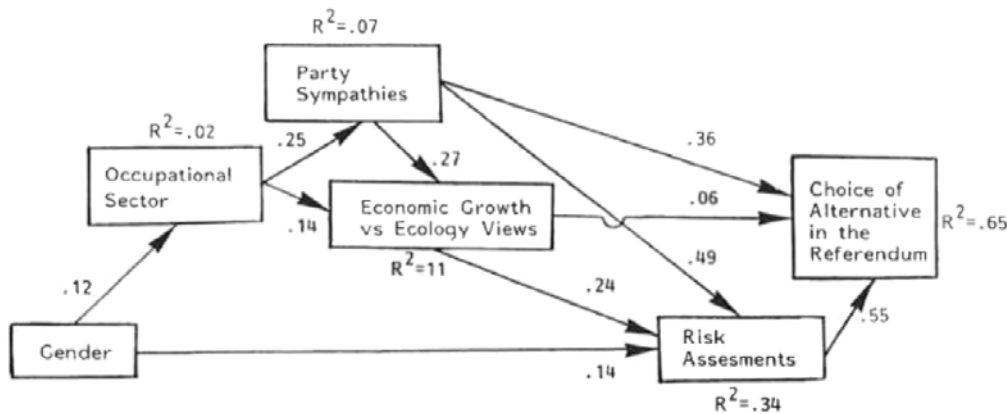 R²=.07
Party
Sympathies
R²=.02
.25
.36
Occupational
Sector
.27
Choice of
Alternative
in the
Referendum
.06
R²=.65
Economic Growth
vs Ecology Views
.14
R²=11
.49
.12
.24
.55
Gender
Risk
Assesments
.14
R²=.34